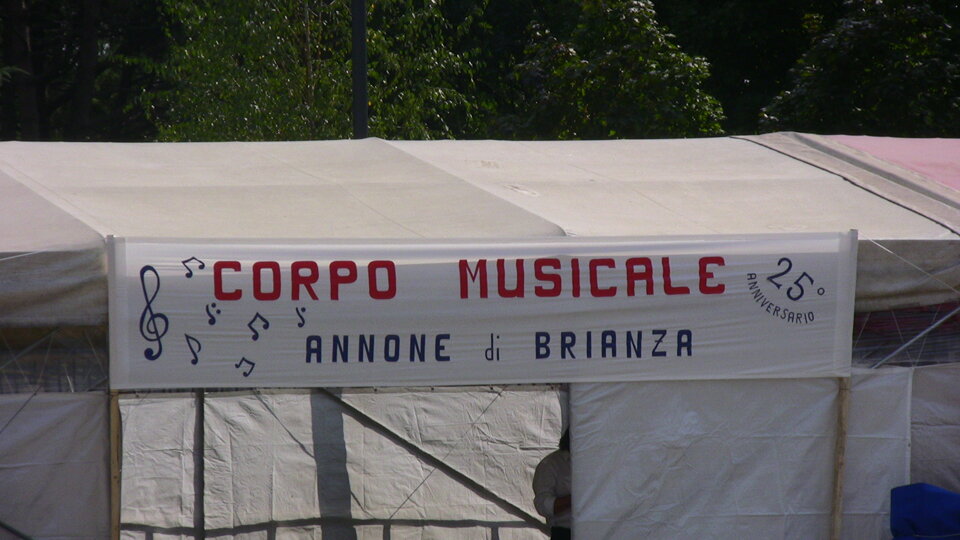 CORPO MUSICALE
ANNONE di BRIANZA
25°
ANNIVERSARIO